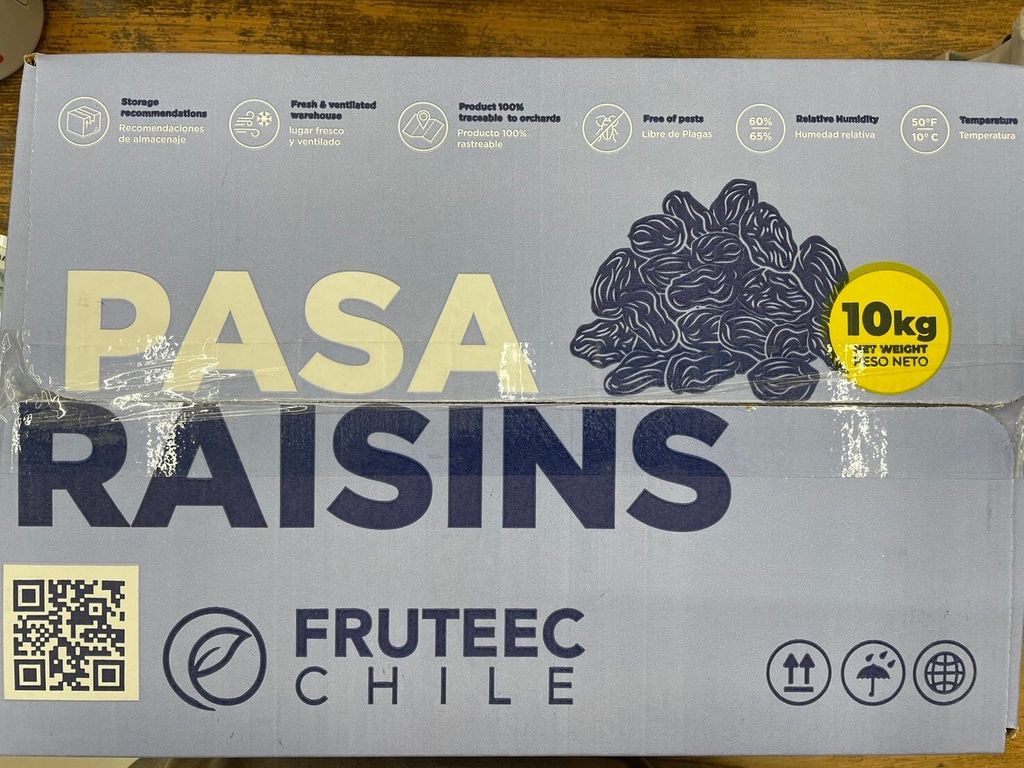 Storage
recommendations
Recomendaciones
de almacenaje
Fresh & ventilated
warehouse
lugar fresco
y ventilado
Product 100%
traceable to orchards
Producto 100%
rastreable
Free of pests
Libre de Plagas
60%
65%
Relative Humidity
Humedad relativa
50°F
10° C
Temperature
Temperatura
PASA
10kg
NET WEIGHT
PESO NETO
RAISINS
FRUTEEC
CHILE